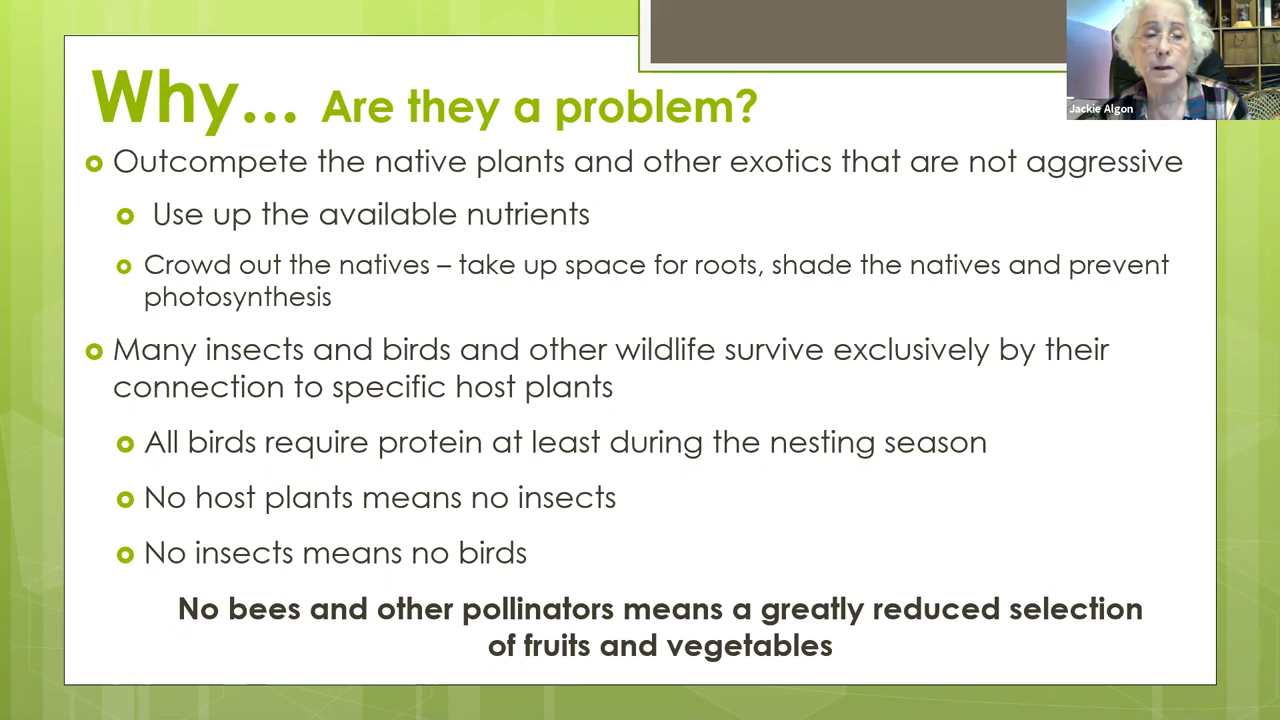 Why... Are they a problem?
Jackie Algon
Outcompete the native plants and other exotics that are not aggressive
Use up the available nutrients
Crowd out the natives – take up space for roots, shade the natives and prevent
photosynthesis
Many insects and birds and other wildlife survive exclusively by their
connection to specific host plants
All birds require protein at least during the nesting season
No host plants means no insects
No insects means no birds
No bees and other pollinators means a greatly reduced selection
of fruits and vegetables